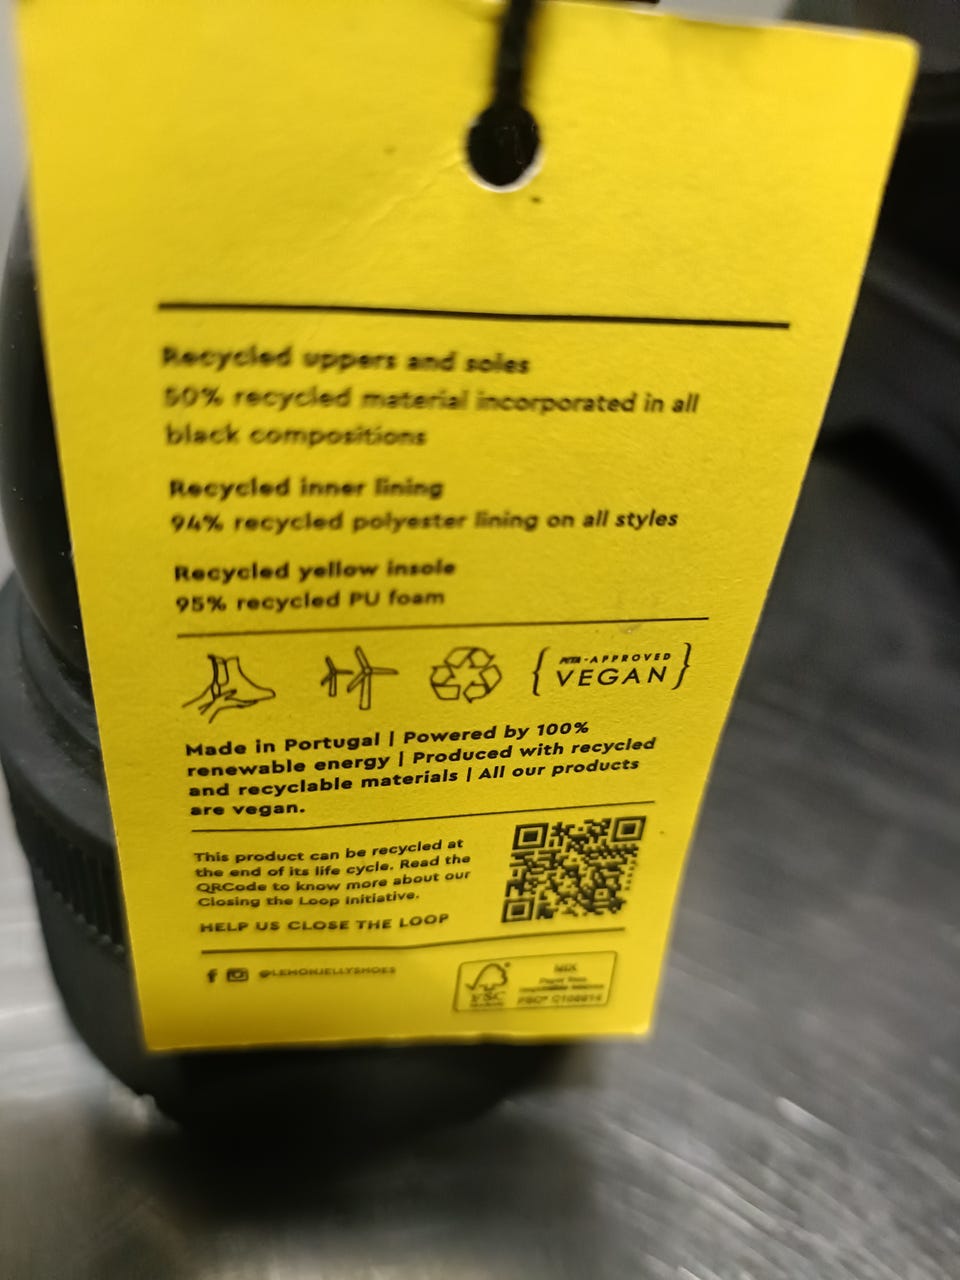 Recycled uppers and soles
50% recycled material incorporated in all
black compositions
Recycled inner lining
94% recycled polyester lining on all styles
Recycled yellow insole
95% recycled PU foam
PETA-APPROVED
VEGAN
Made in Portugal | Powered by 100%
renewable energy | Produced with recycled
and recyclable materials | All our products
are vegan.
This product can be recycled at
the end of its life cycle. Read the
QRCode to know more about our
Closing the Loop Initiative.
HELP US CLOSE THE LOOP
@LEMONJELLYSHOES
FSC
MIX